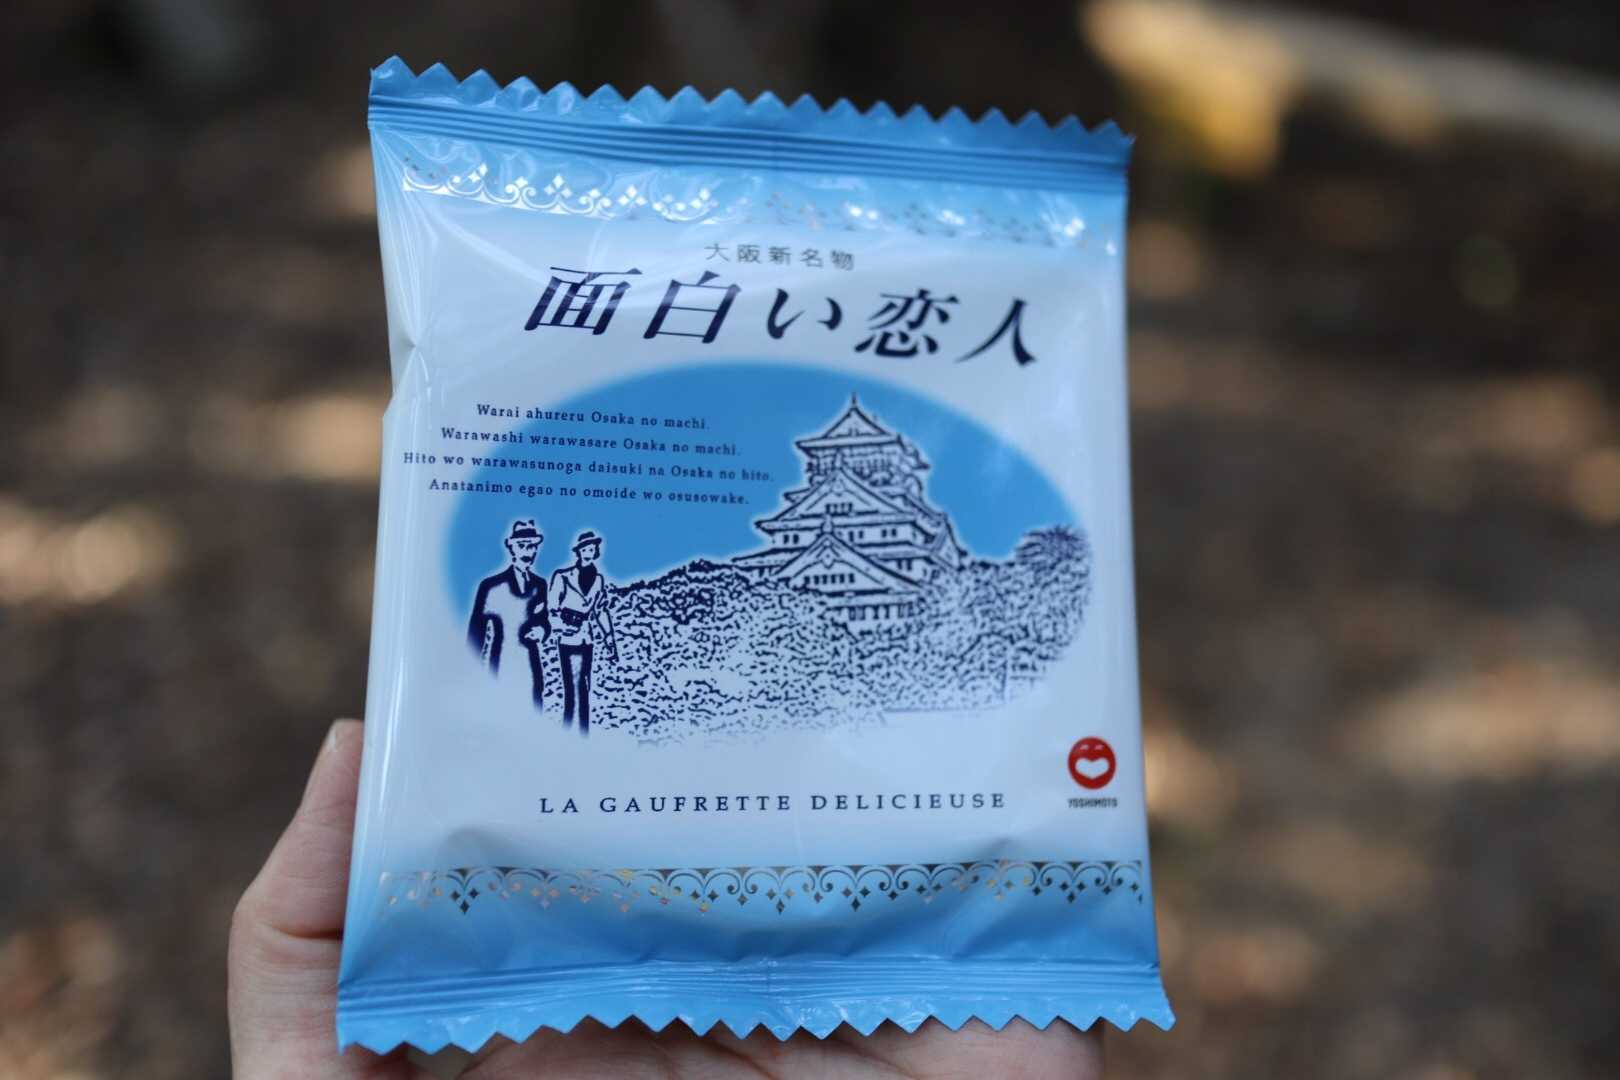 大阪新名物
面白い恋人
Warai ahureru Osaka no machi.
Warawashi warawasare Osaka no machi.
Hito wo warawasunoga daisuki na Osaka no hito.
Anatanimo egao no omoide wo osusowake.
LA GAUFRETTE DELICIEUSE
YOSHIMOTO